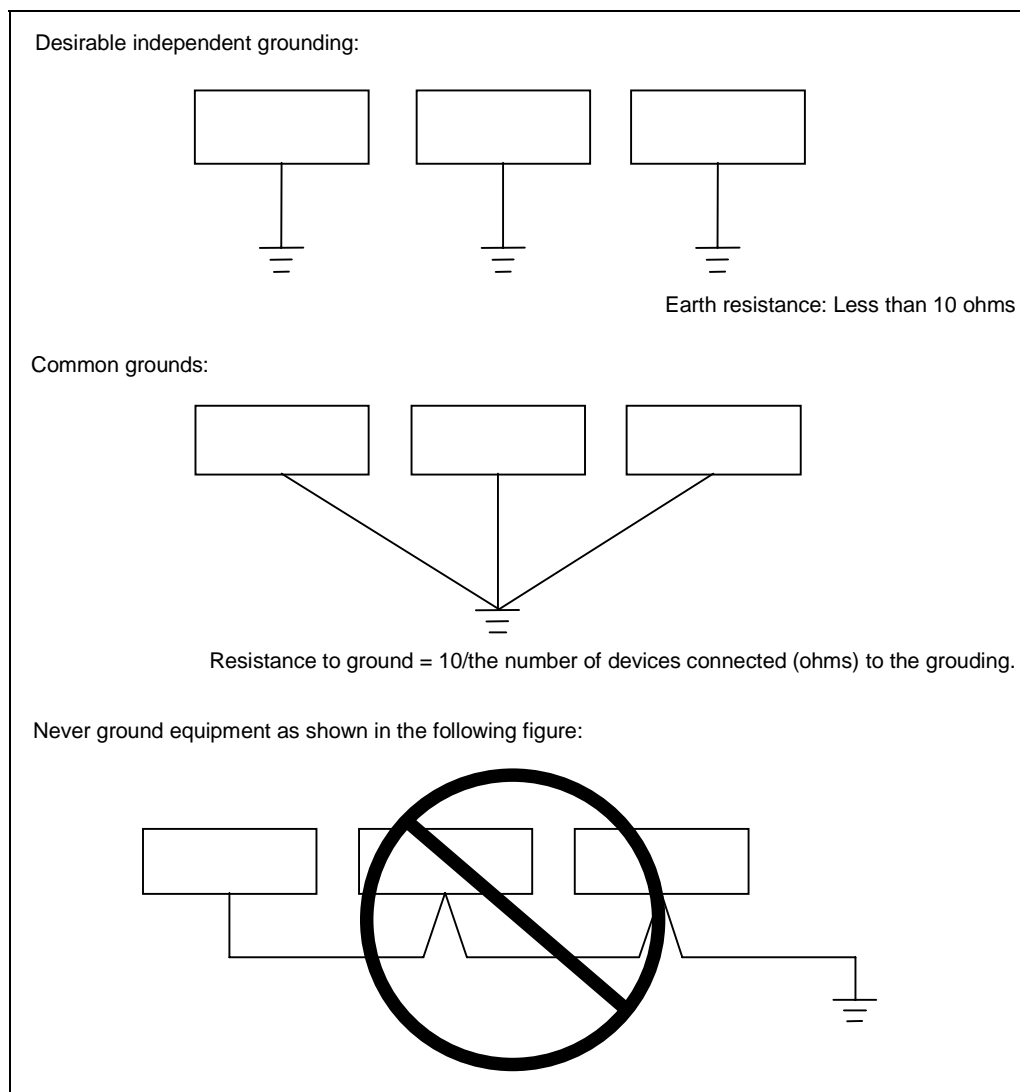 Desirable independent grounding:
Earth resistance: Less than 10 ohms
Common grounds:
Resistance to ground = 10/the number of devices connected (ohms) to the grouding.
Never ground equipment as shown in the following figure: